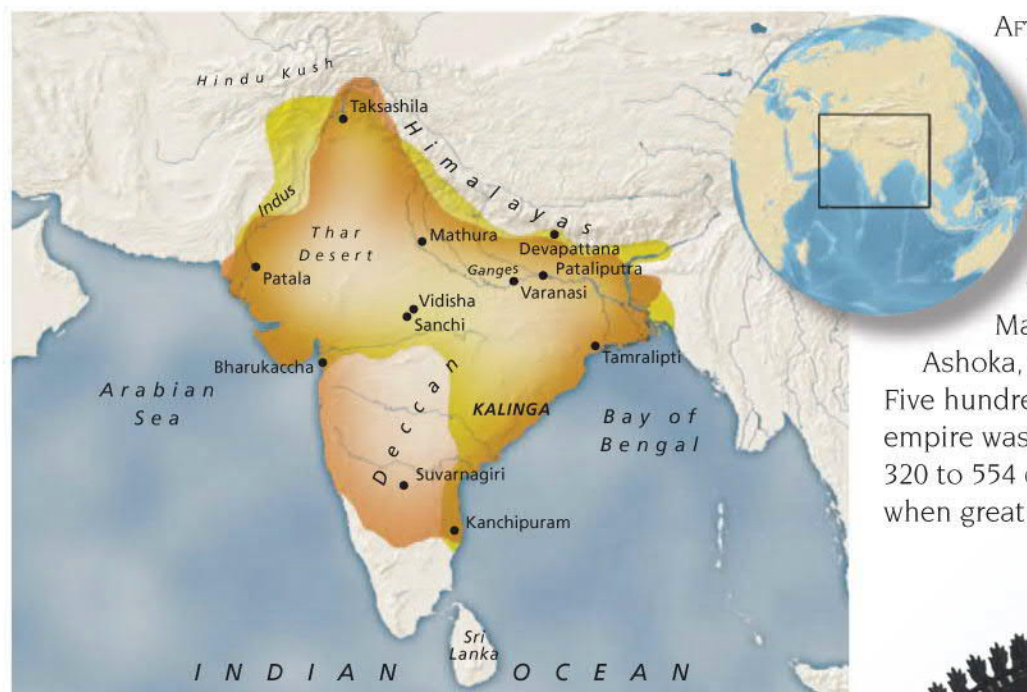 Hindu Kush
Taksashila
Himalayas
Indus
Thar
Desert
Mathura
Devapattana
Ganges
Pataliputra
Patala
Varanasi
Vidisha
Sanchi
Bharukaccha
Tamralipti
Arabian
Sea
Deccan
KALINGA
Bay of
Bengal
Suvarnagiri
Kanchipuram
Sri
Lanka
INDIAN OCEAN
Ashoka,
Five hundre
empire was
320 to 554
when great